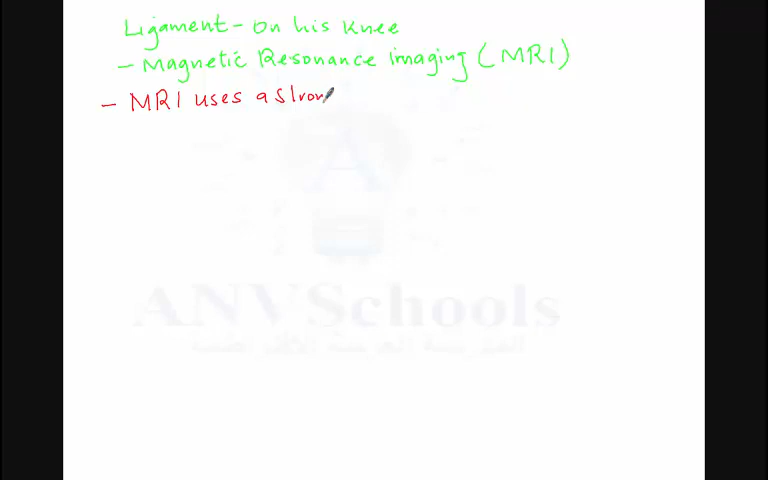 Ligament - On his Knee
- Magnetic Resonance imaging (MRI)
- MRI uses a stron
ANVSchools